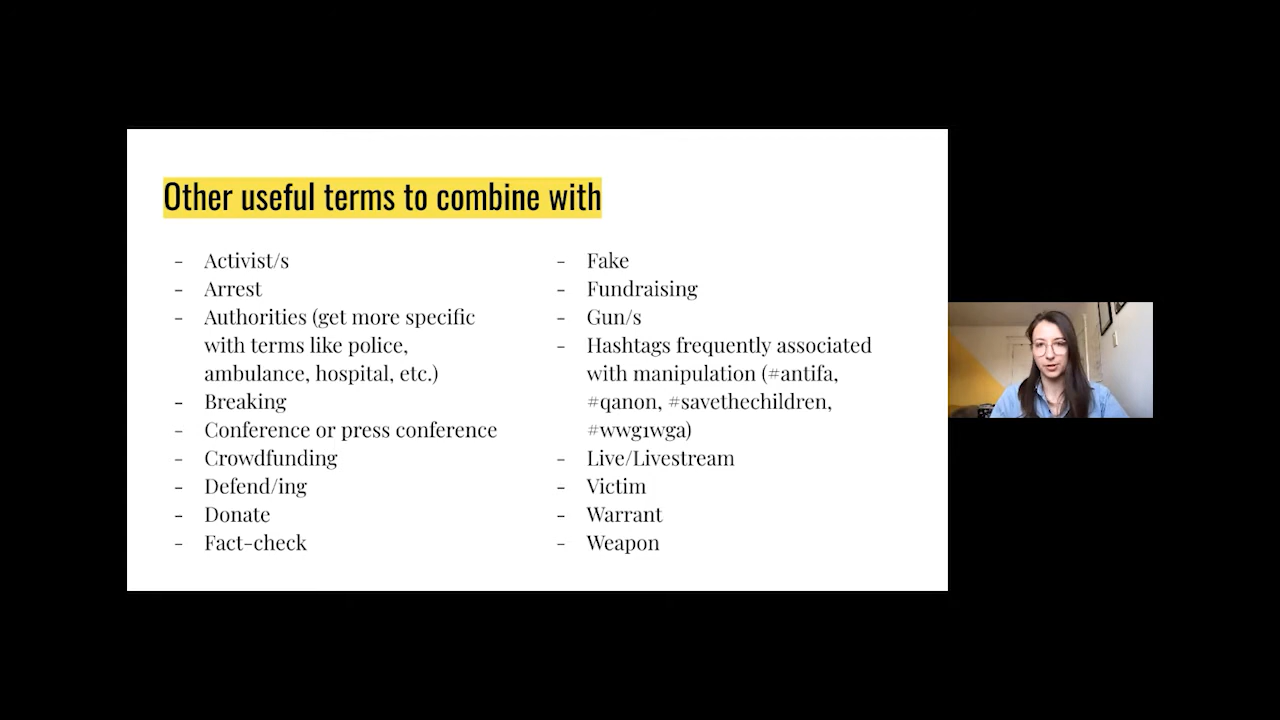 Other useful terms to combine with
- Activist/s
- Arrest
- Authorities (get more specific
with terms like police,
ambulance, hospital, etc.)
- Breaking
- Conference or press conference
- Crowdfunding
- Defend/ing
- Donate
- Fact-check
- Fake
- Fundraising
- Gun/s
- Hashtags frequently associated
with manipulation (#antifa,
#qanon, #savethechildren,
#wwg1wga)
- Live/Livestream
- Victim
- Warrant
- Weapon